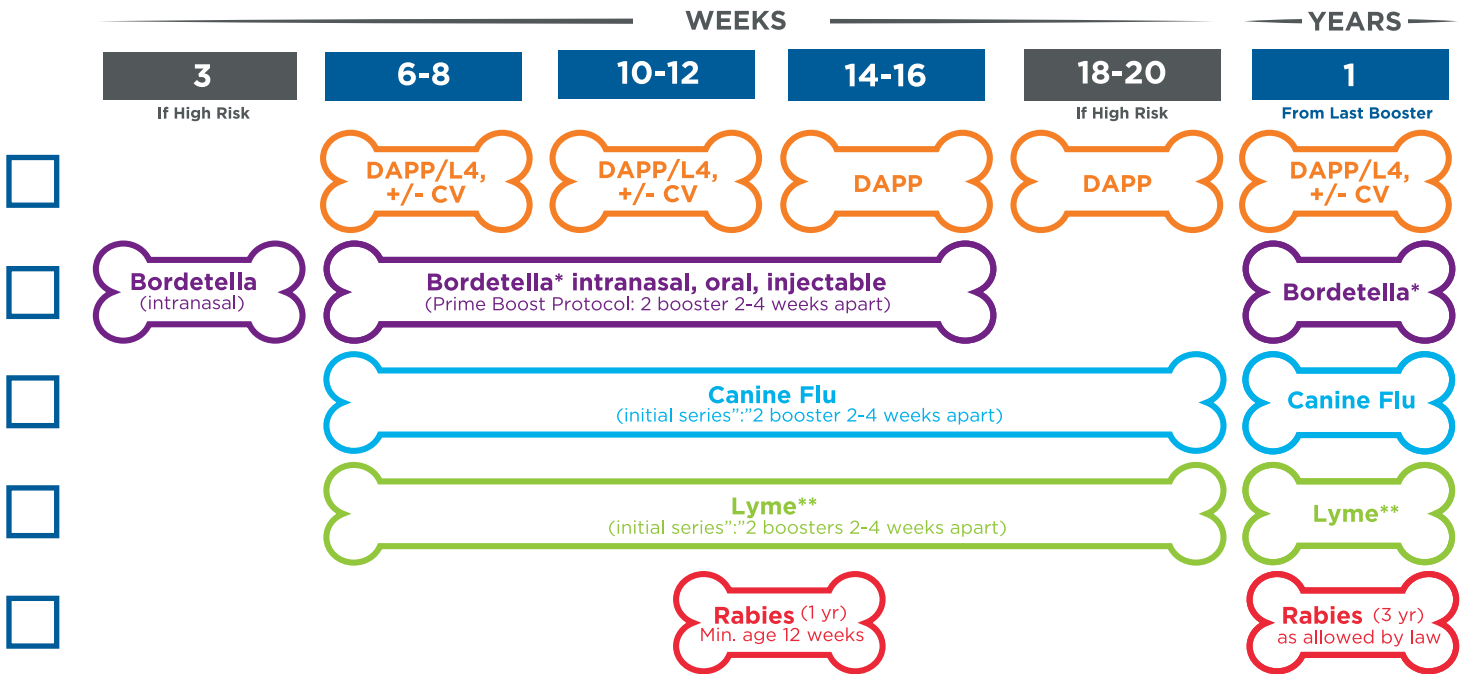 WEEKS
YEARS
3
6-8
10-12
14-16
18-20
1
If High Risk
If High Risk
From Last Booster
DAPP/L4,
+/- CV
DAPP/L4,
+/- CV
DAPP
DAPP
DAPP/L4,
+/- CV
Bordetella
(intranasal)
Bordetella* intranasal, oral, injectable
(Prime Boost Protocol: 2 booster 2-4 weeks apart)
Bordetella*
Canine Flu
(initial series":"2 booster 2-4 weeks apart)
Canine Flu
Lyme**
(initial series":"2 boosters 2-4 weeks apart)
Lyme**
Rabies (1 yr)
Min. age 12 weeks
Rabies (3 yr)
as allowed by law